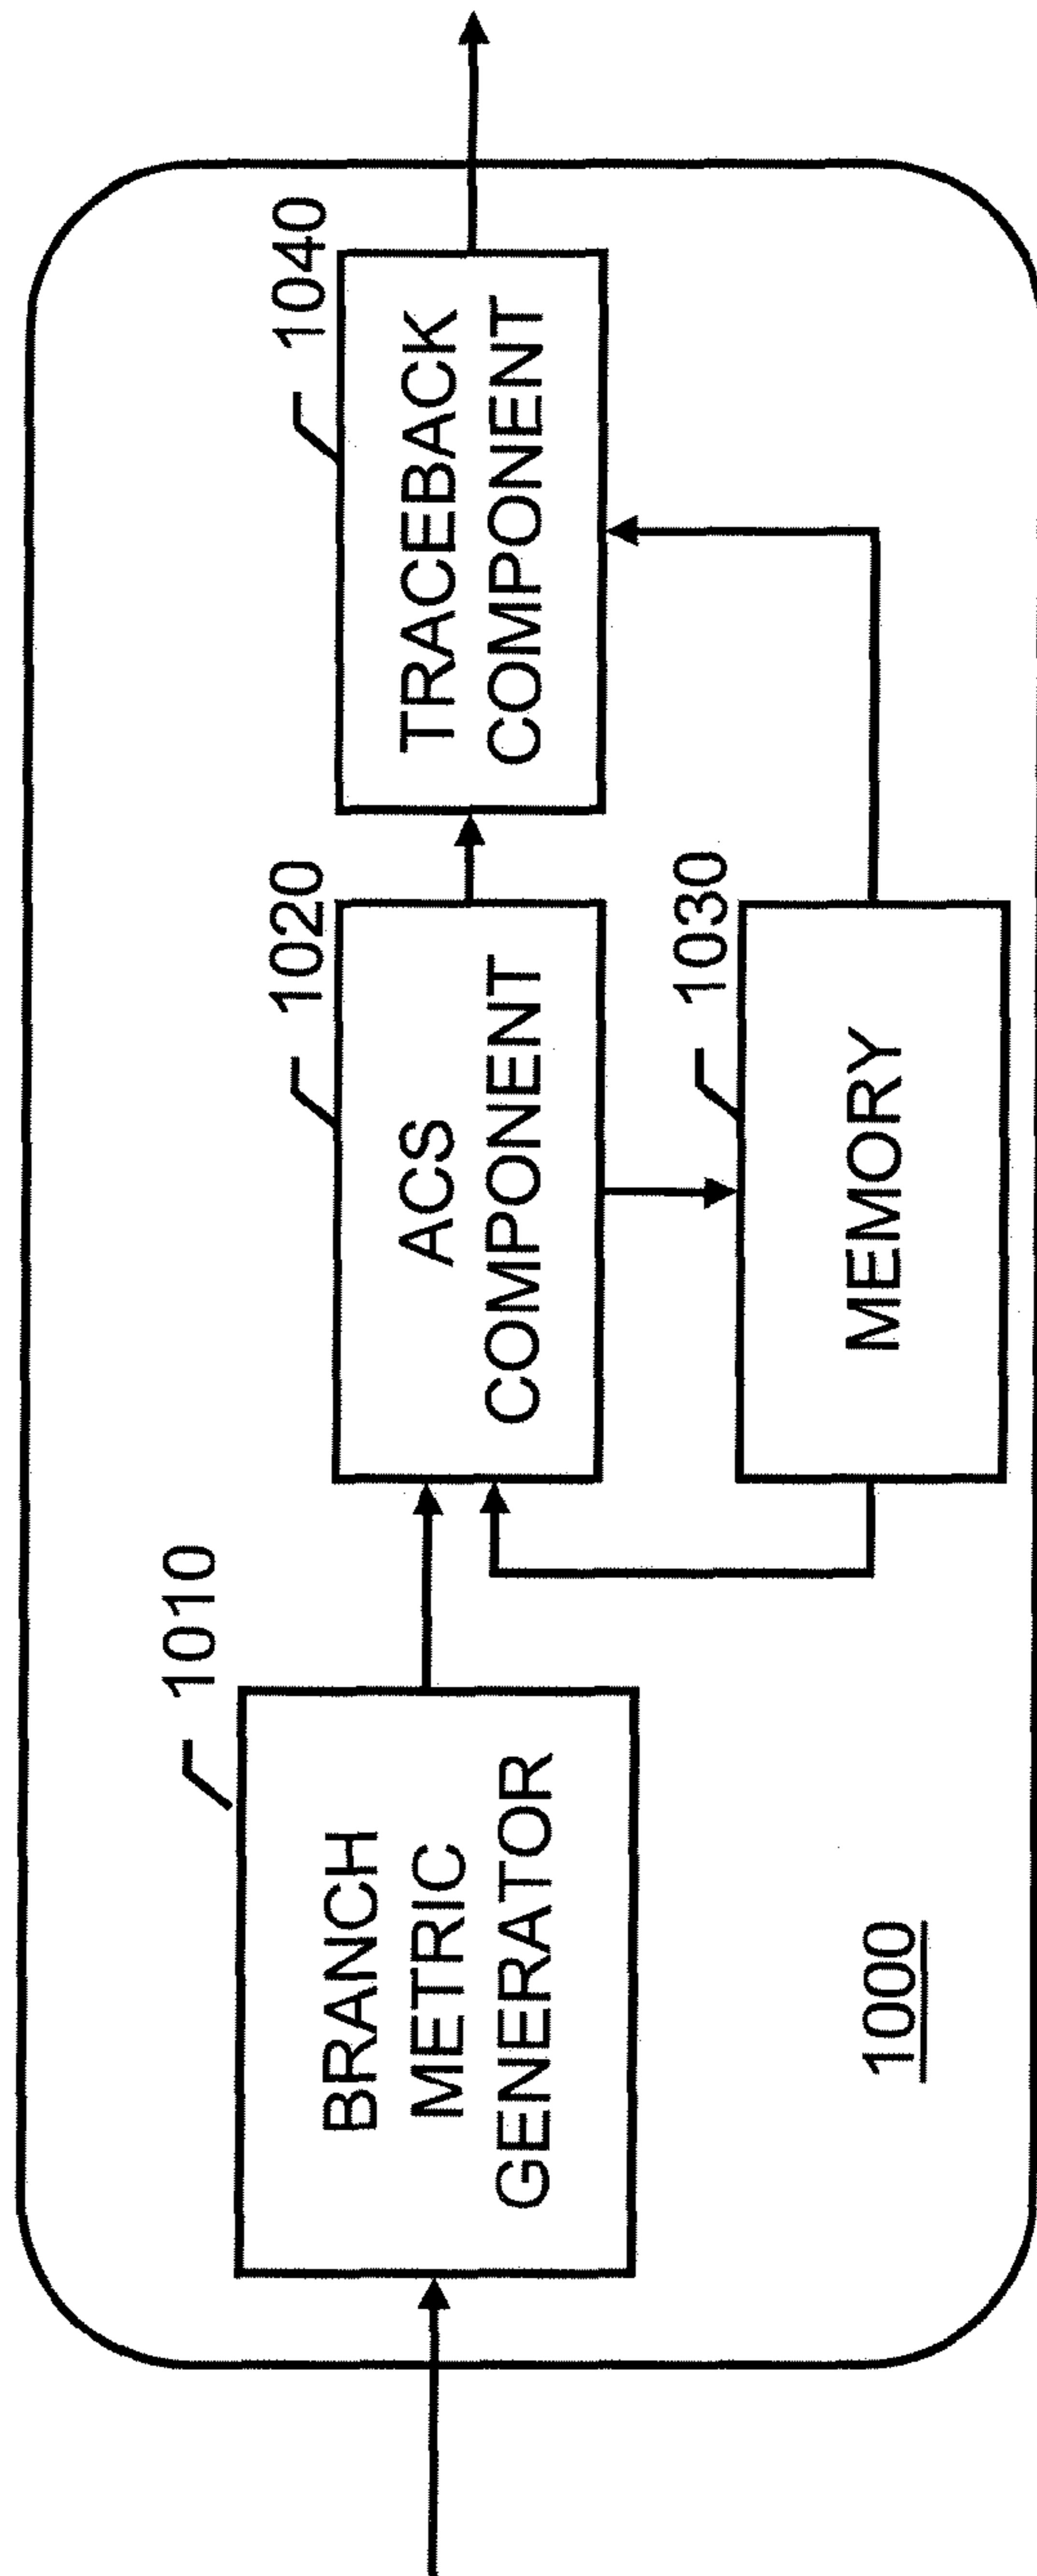 1010
BRANCH
METRIC
GENERATOR
1020
ACS
COMPONENT
1030
MEMORY
1040
TRACEBACK
COMPONENT
1000